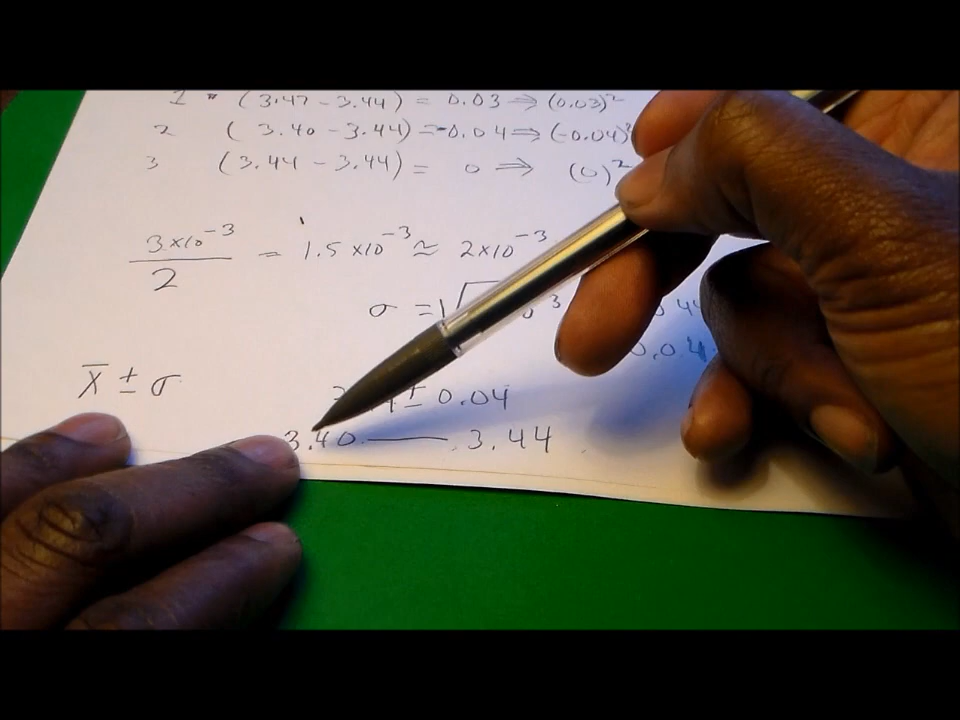 1 (3.47 - 3.44) = 0.03 ⇒ (0.03)²
2 (3.40 - 3.44) = -0.04 ⇒ (-0.04)²
3 (3.44 - 3.44) = 0 ⇒ (0)²
3×10⁻³ / 2 = 1.5×10⁻³ ≈ 2×10⁻³
σ = √
0.04
x̄ ± σ
± 0.04
3.40 — 3.44